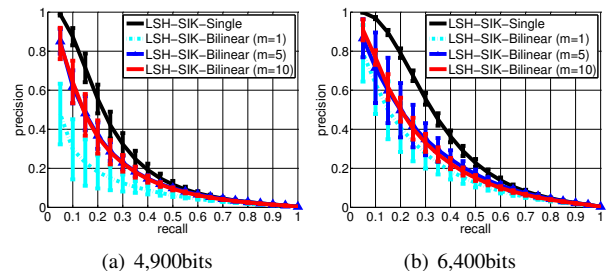 LSH-SIK-Single
LSH-SIK-Bilinear (m=1)
LSH-SIK-Bilinear (m=5)
LSH-SIK-Bilinear (m=10)
precision
1
0.8
0.6
0.4
0.2
0
0 0.1 0.2 0.3 0.4 0.5 0.6 0.7 0.8 0.9 1
recall
(a) 4,900bits
LSH-SIK-Single
LSH-SIK-Bilinear (m=1)
LSH-SIK-Bilinear (m=5)
LSH-SIK-Bilinear (m=10)
precision
1
0.8
0.6
0.4
0.2
0
0 0.1 0.2 0.3 0.4 0.5 0.6 0.7 0.8 0.9 1
recall
(b) 6,400bits